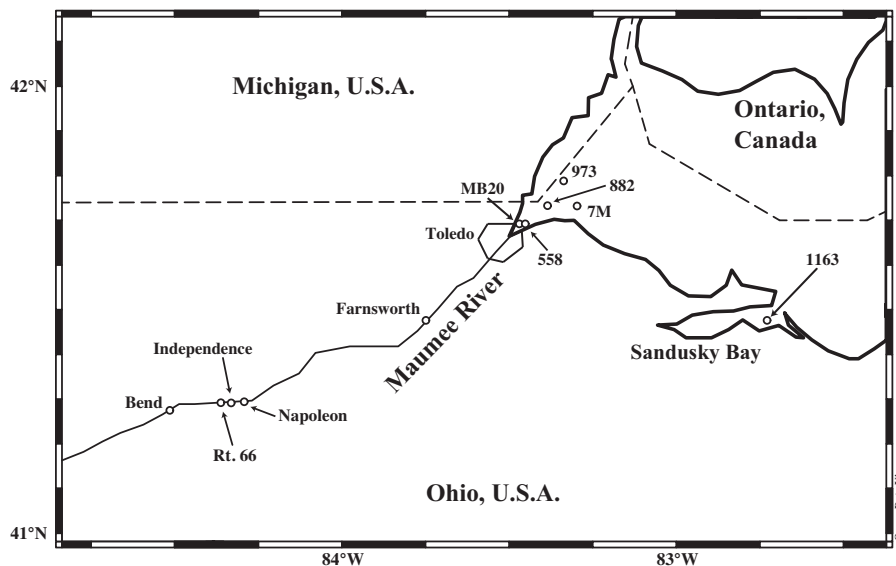 42°N
Michigan, U.S.A.
Ontario,
Canada
973
MB20
882
7M
Toledo
558
1163
Farnsworth
Maumee River
Sandusky Bay
Independence
Bend
Napoleon
Rt. 66
Ohio, U.S.A.
41°N
84°W
83°W